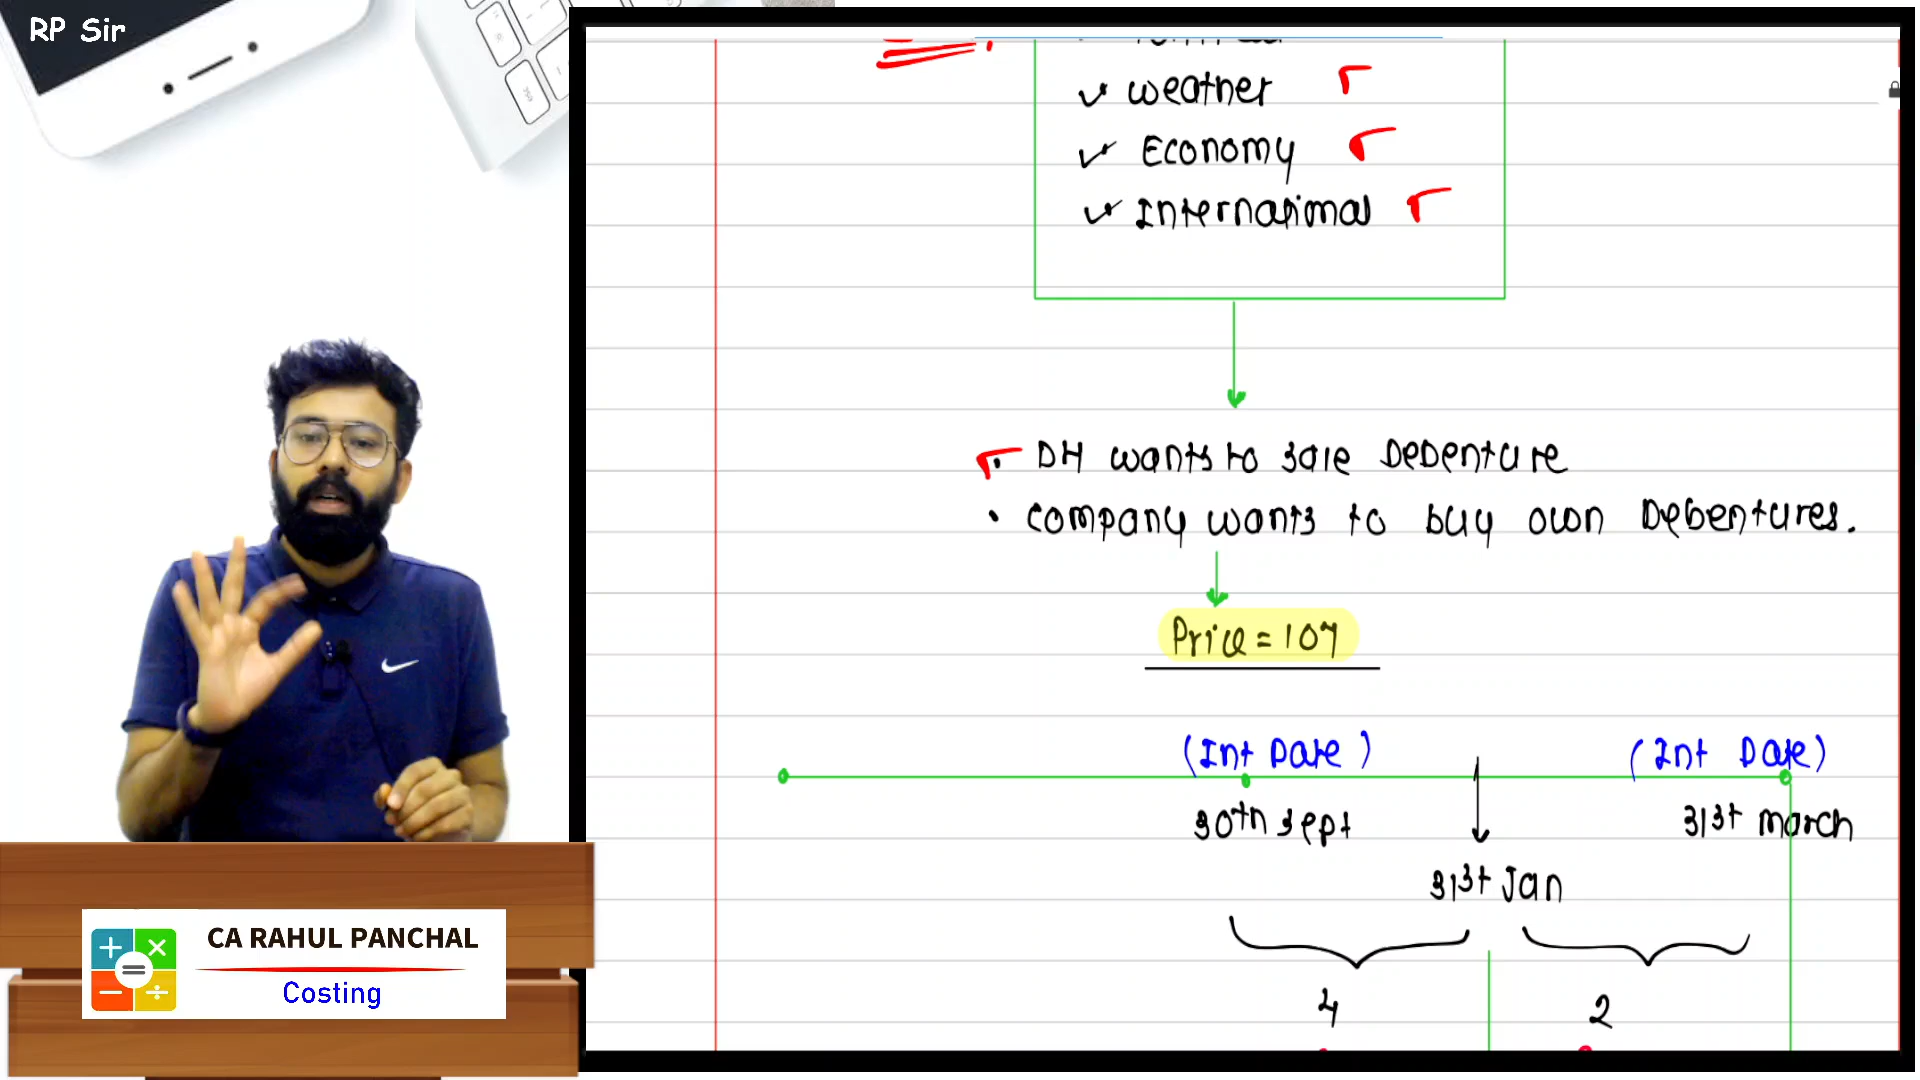 RP Sir
weather
Economy
International
DH wants to sale Debenture
company wants to buy own Debentures.
Price = 107
(Int Date) (Int Date)
30th sept 31st march
31st Jan
4 2
CA RAHUL PANCHAL
Costing